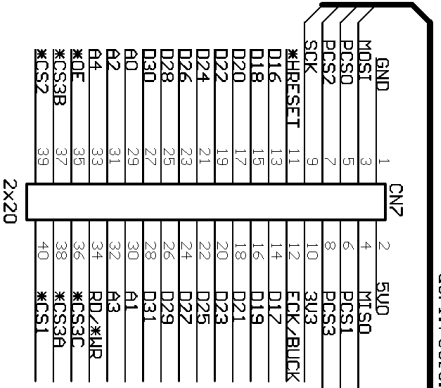 CN7
GND 1 2 5V0
MOSI 3 4 MISO
PCS0 5 6 PCS1
PCS2 7 8 PCS3
SCK 9 10 3V3
*HRESET 11 12 ECK/BUCK
D16 13 14 D17
D18 15 16 D19
D20 17 18 D21
D22 19 20 D23
D24 21 22 D25
D26 23 24 D27
D28 25 26 D29
D30 27 28 D31
A0 29 30 A1
A2 31 32 A3
A4 33 34 RD/*WR
*OE 35 36 *CS3C
*CS3B 37 38 *CS3A
*CS2 39 40 *CS1
2x20